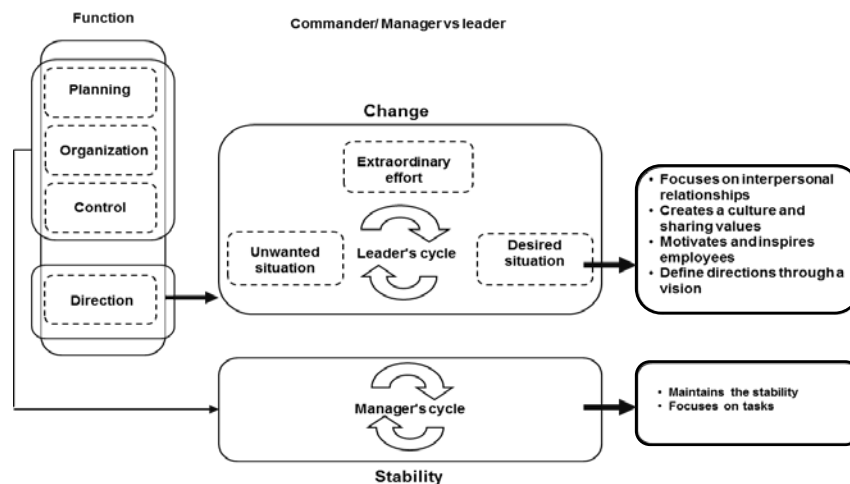 Function
Commander/ Manager vs leader
Planning
Organization
Control
Direction
Change
Extraordinary
effort
Unwanted
situation
Leader's cycle
Desired
situation
• Focuses on interpersonal
relationships
• Creates a culture and
sharing values
• Motivates and inspires
employees
• Define directions through a
vision
Manager's cycle
Stability
• Maintains the stability
• Focuses on tasks